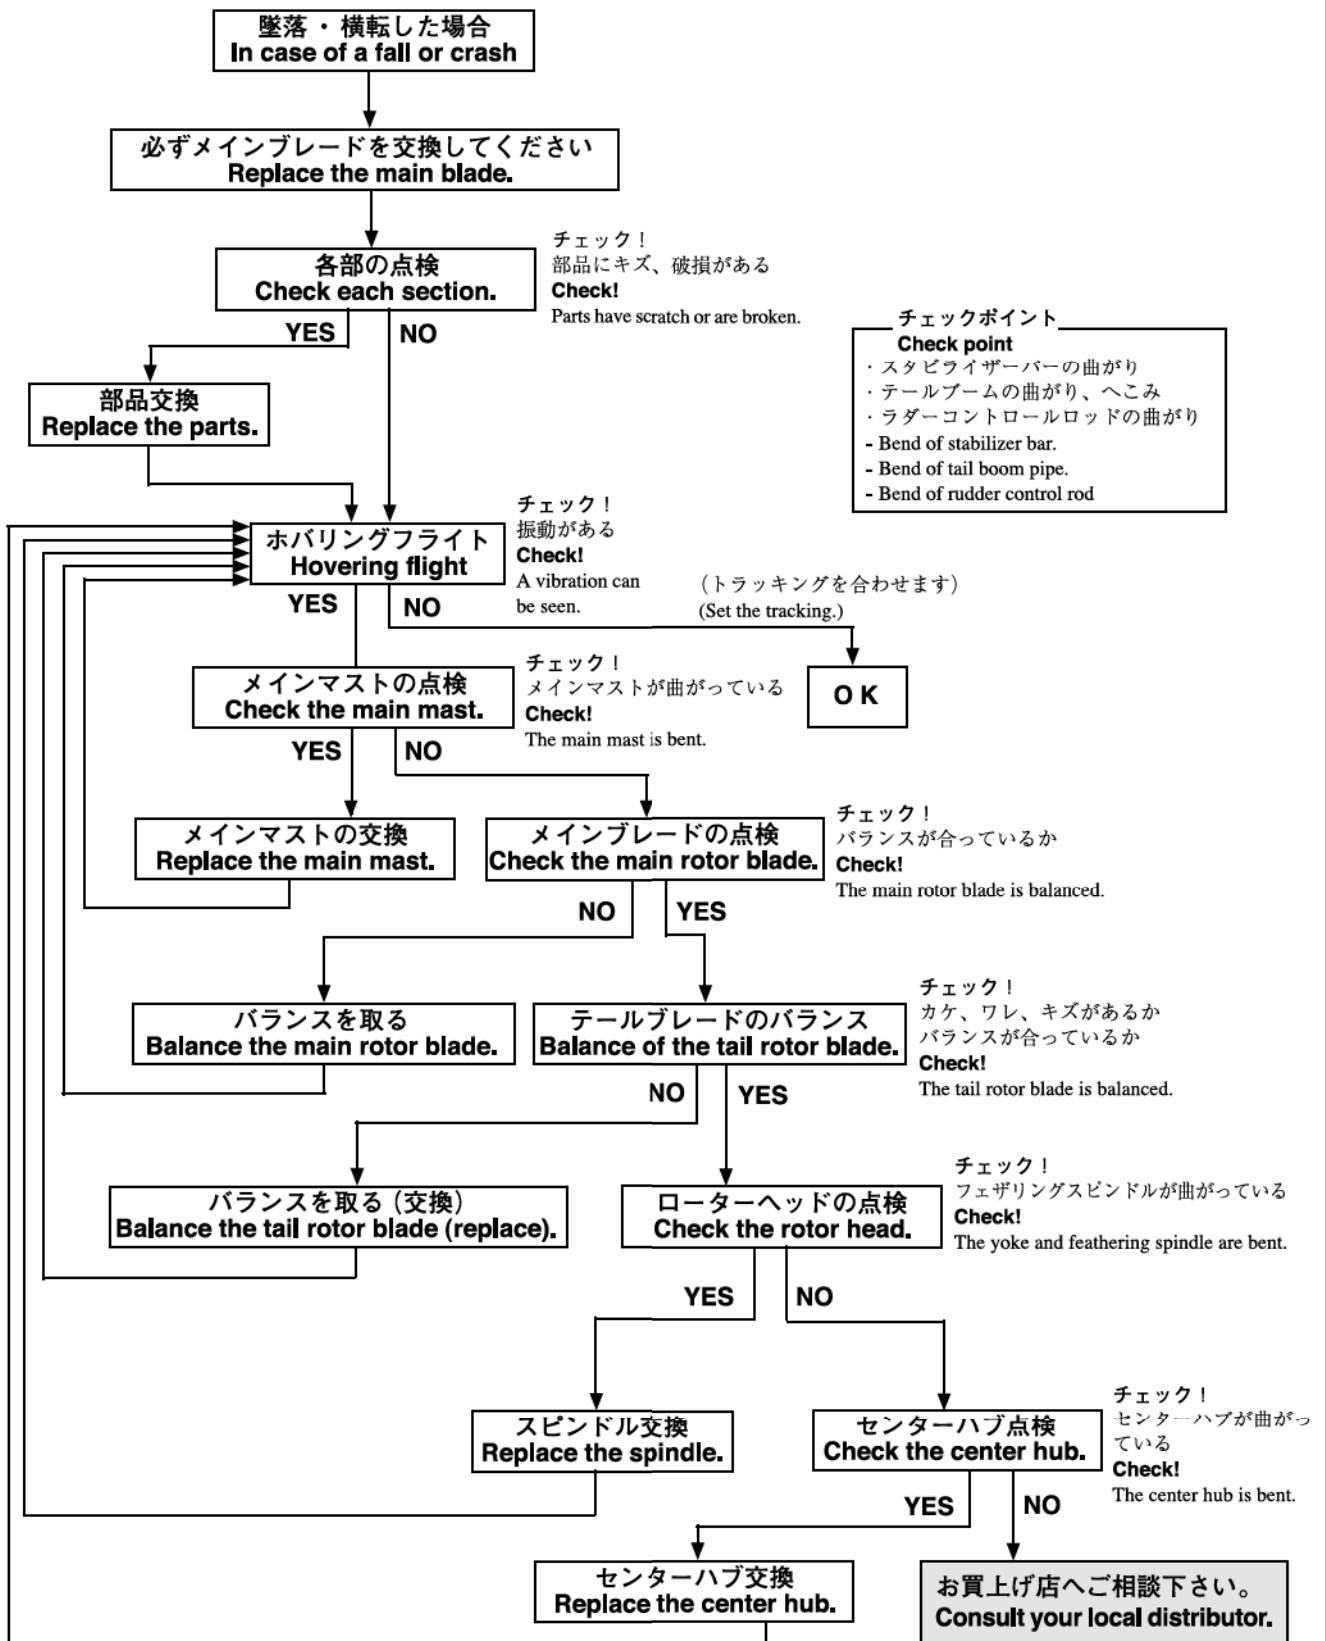 墜落・横転した場合
In case of a fall or crash
必ずメインブレードを交換してください
Replace the main blade.
各部の点検
Check each section.
チェック！
部品にキズ、破損がある
Check!
Parts have scratch or are broken.
YES
NO
チェックポイント
Check point
・スタビライザーバーの曲がり
・テールブームの曲がり、へこみ
・ラダーコントロールロッドの曲がり
- Bend of stabilizer bar.
- Bend of tail boom pipe.
- Bend of rudder control rod
部品交換
Replace the parts.
ホバリングフライト
Hovering flight
チェック！
振動がある
Check!
A vibration can
be seen.
YES
NO
（トラッキングを合わせます）
(Set the tracking.)
O K
メインマストの点検
Check the main mast.
チェック！
メインマストが曲がっている
Check!
The main mast is bent.
YES
NO
メインマストの交換
Replace the main mast.
メインブレードの点検
Check the main rotor blade.
チェック！
バランスが合っているか
Check!
The main rotor blade is balanced.
NO
YES
バランスを取る
Balance the main rotor blade.
テールブレードのバランス
Balance of the tail rotor blade.
チェック！
カケ、ワレ、キズがあるか
バランスが合っているか
Check!
The tail rotor blade is balanced.
NO
YES
バランスを取る（交換）
Balance the tail rotor blade (replace).
ローターヘッドの点検
Check the rotor head.
チェック！
フェザリングスピンドルが曲がっている
Check!
The yoke and feathering spindle are bent.
YES
NO
スピンドル交換
Replace the spindle.
センターハブ点検
Check the center hub.
チェック！
センターハブが曲がっ
ている
Check!
The center hub is bent.
YES
NO
センターハブ交換
Replace the center hub.
お買上げ店へご相談下さい。
Consult your local distributor.